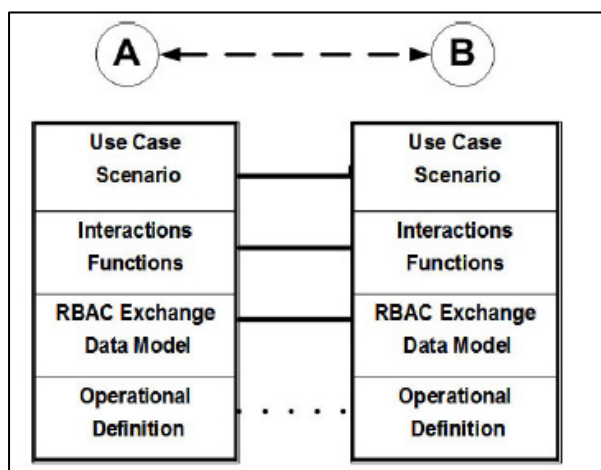 A B
Use Case
Scenario
Interactions
Functions
RBAC Exchange
Data Model
Operational
Definition
Use Case
Scenario
Interactions
Functions
RBAC Exchange
Data Model
Operational
Definition